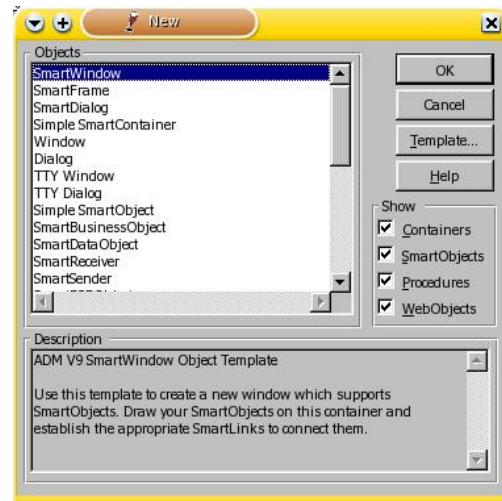 New
Objects
SmartWindow
SmartFrame
SmartDialog
Simple SmartContainer
Window
Dialog
TTY Window
TTY Dialog
Simple SmartObject
SmartBusinessObject
SmartDataObject
SmartReceiver
SmartSender
OK
Cancel
Template...
Help
Show
Containers
SmartObjects
Procedures
WebObjects
Description
ADM V9 SmartWindow Object Template
Use this template to create a new window which supports
SmartObjects. Draw your SmartObjects on this container and
establish the appropriate SmartLinks to connect them.